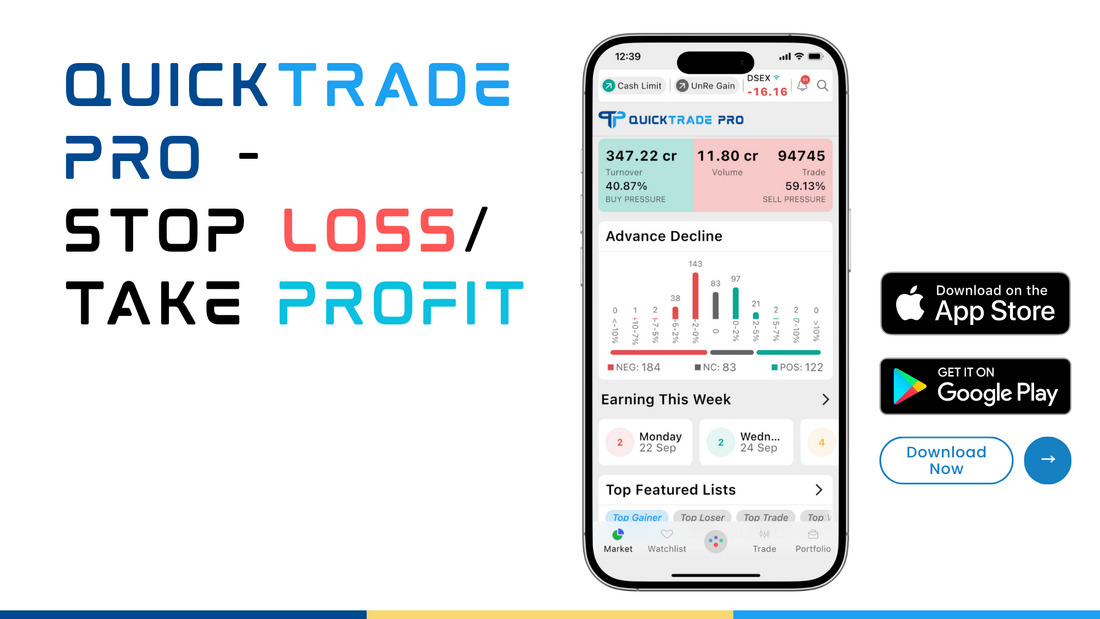 QUICKTRADE
PRO -
STOP LOSS/
TAKE PROFIT
12:39
Cash Limit
UnRe Gain
DSEX
-16.16
QUICKTRADE PRO
347.22 cr 11.80 cr 94745
Turnover Volume Trade
40.87% 59.13%
BUY PRESSURE SELL PRESSURE
Advance Decline
0 1 2 38 143 83 97 21 2 2 0
<-10% -10-7% -7-5% -5-2% -2-0% 0 0-2% 2-5% 5-7% 7-10% >10%
NEG: 184 NC: 83 POS: 122
Earning This Week
2 Monday
22 Sep
2 Wedn...
24 Sep
4
Top Featured Lists
Top Gainer Top Loser Top Trade Top
Market Watchlist Trade Portfolio
Download on the
App Store
GET IT ON
Google Play
Download
Now